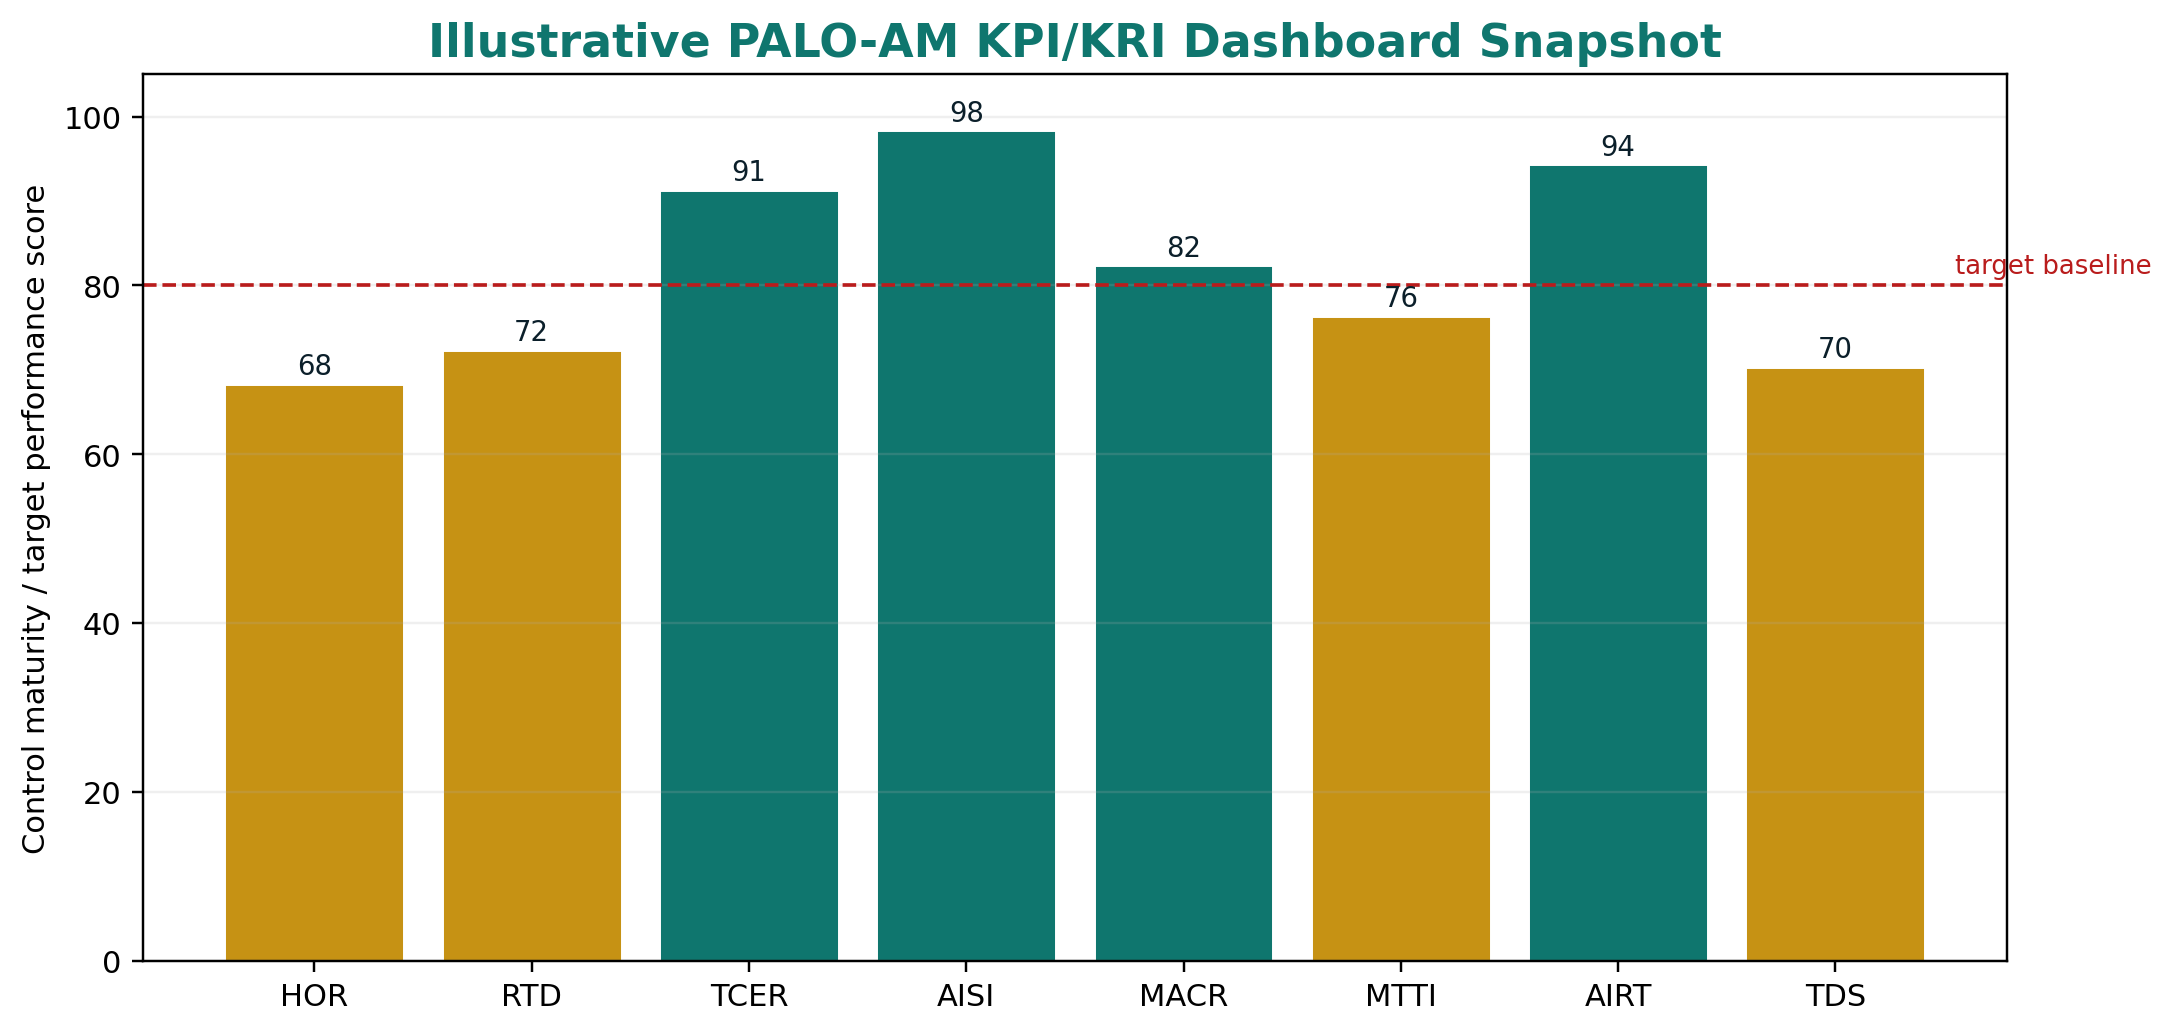 Illustrative PALO-AM KPI/KRI Dashboard Snapshot
Control maturity / target performance score
100
80
60
40
20
0
68
72
91
98
82
76
94
70
target baseline
HOR
RTD
TCER
AISI
MACR
MTTI
AIRT
TDS